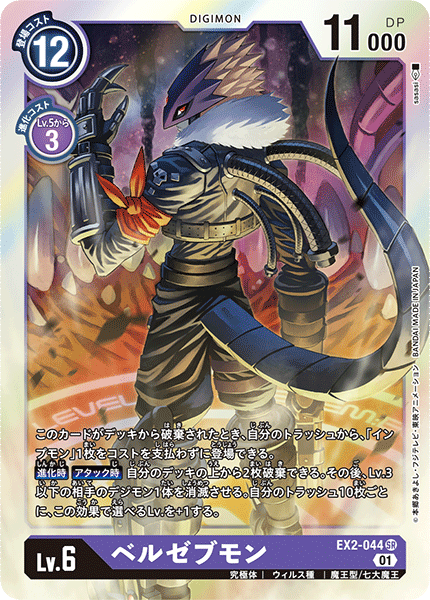 DIGIMON
登場コスト
12
DP
11000
進化コスト
Lv.5から
3
sasasi
©本郷あきよし・フジテレビ・東映アニメーション BANDAI MADE IN JAPAN
EVEL
このカードがデッキから破棄されたとき、自分のトラッシュから、「イン
プモン」1枚をコストを支払わずに登場できる。
進化時 アタック時 自分のデッキの上から2枚破棄できる。その後、Lv.3
以下の相手のデジモン1体を消滅させる。自分のトラッシュ10枚ごと
に、この効果で選べるLv.を+1する。
EX2-044 SR
Lv.6
ベルゼブモン
01
究極体 | ウィルス種 | 魔王型/七大魔王